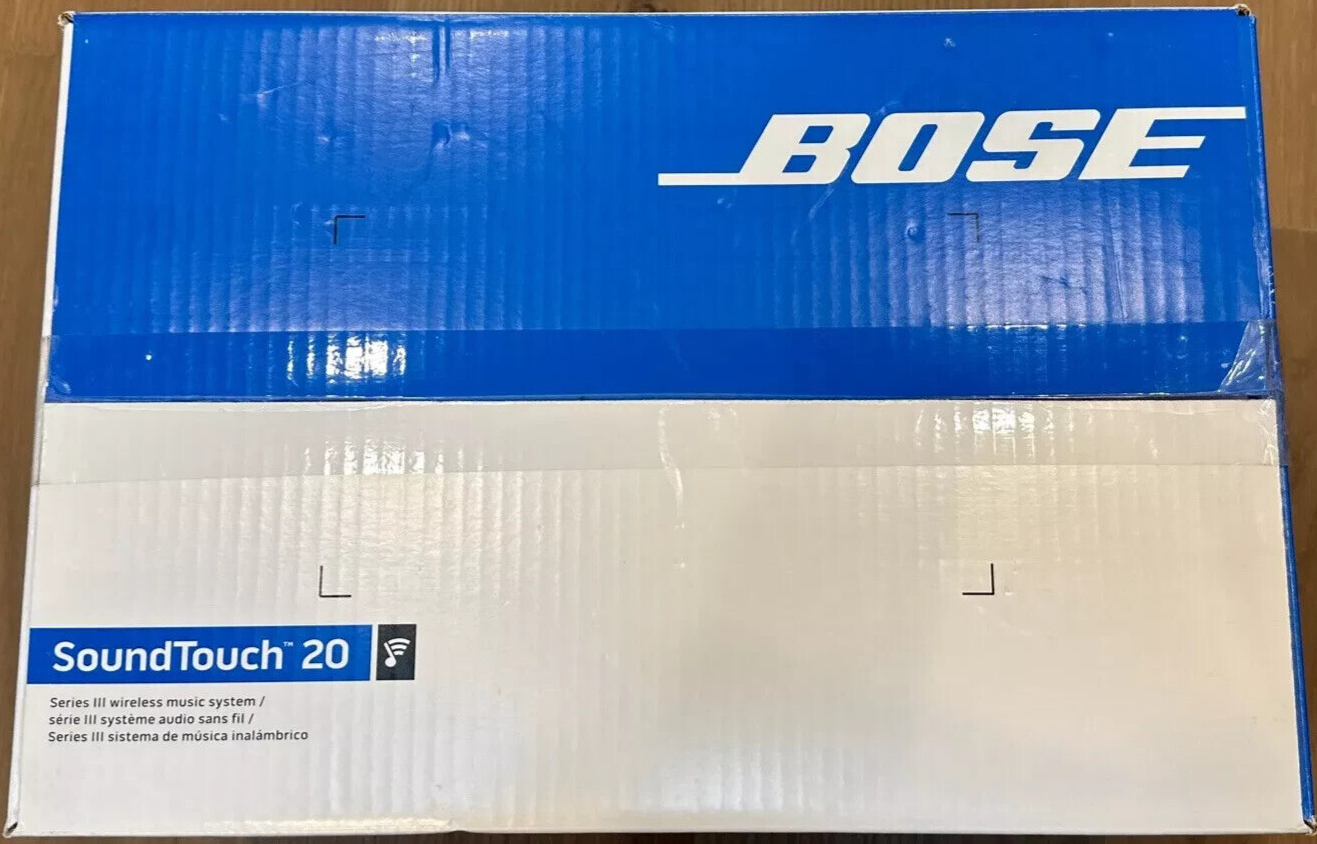 BOSE
SoundTouch™ 20
Series III wireless music system /
série III système audio sans fil /
Series III sistema de música inalámbrico